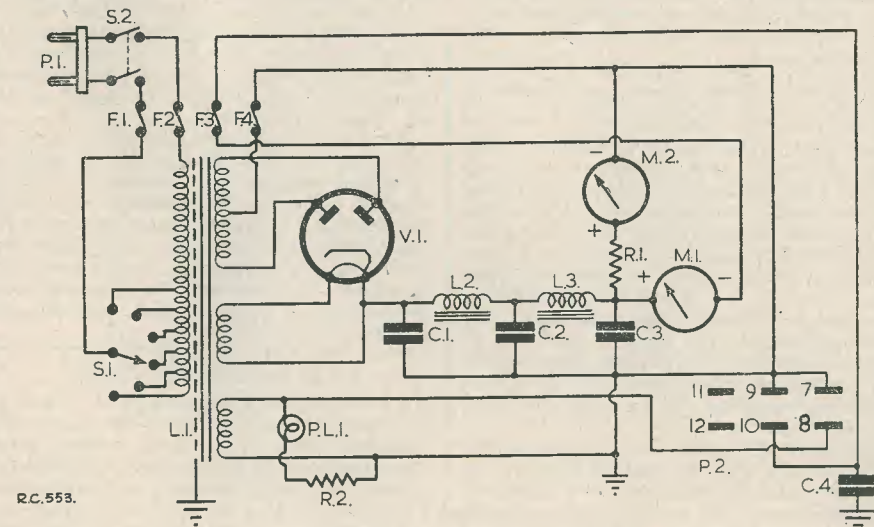 S.2.
P.1.
F.1. F.2 F.3 F.4.
- M.2.
V.1.
+ R.1. M.1.
+ -
L.2. L.3.
C.1. C.2. C.3.
S.1.
11 9 7
12 10 8
L.1. P.L.1.
P.2.
C.4.
R.2.
R.C.553.